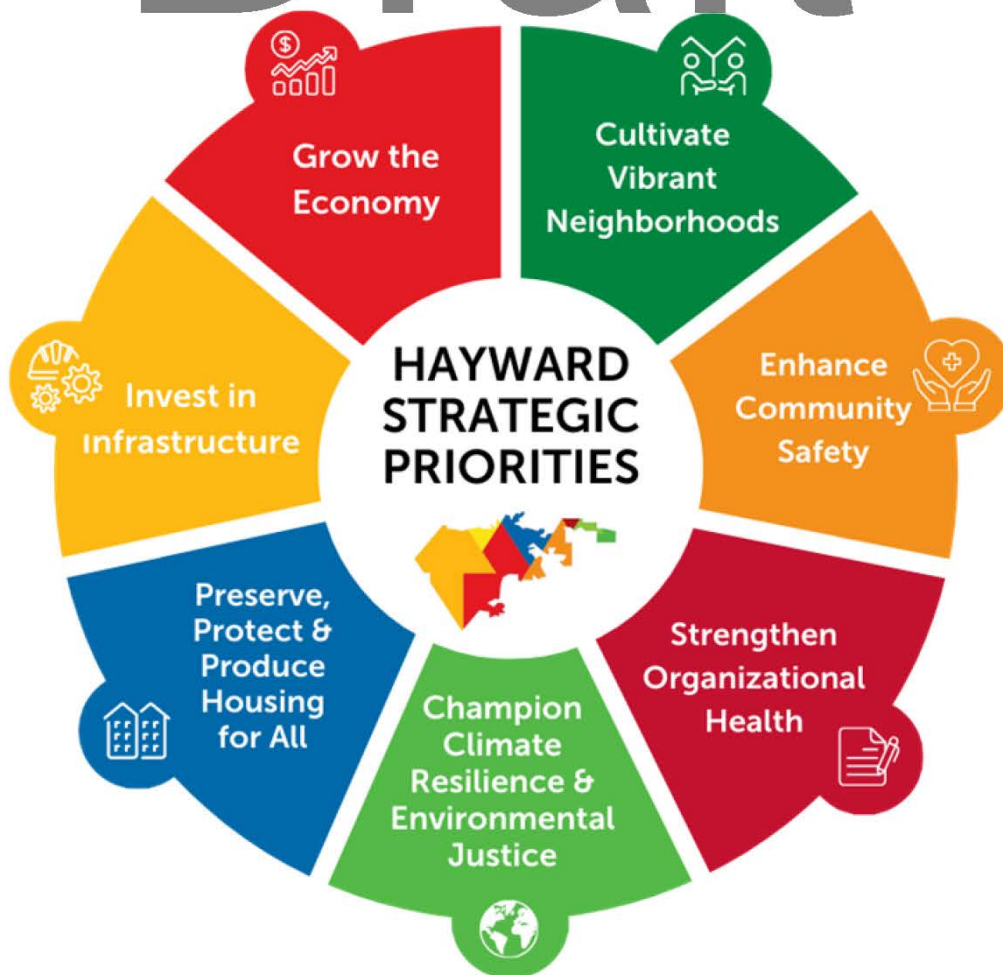 Draft
Grow the
Economy
Cultivate
Vibrant
Neighborhoods
Enhance
Community
Safety
Strengthen
Organizational
Health
Champion
Climate
Resilience &
Environmental
Justice
Preserve,
Protect &
Produce
Housing
for All
Invest in
Infrastructure
HAYWARD
STRATEGIC
PRIORITIES
$